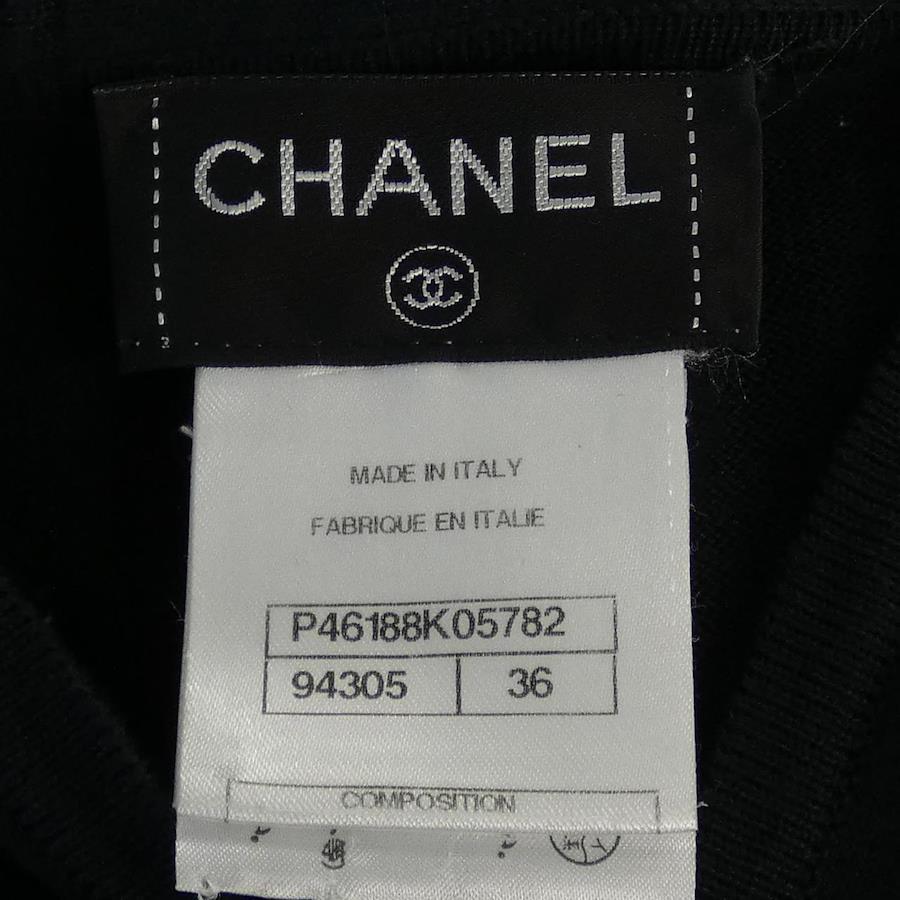 CHANEL
MADE IN ITALY
FABRIQUE EN ITALIE
P46188K05782
94305 36
COMPOSITION